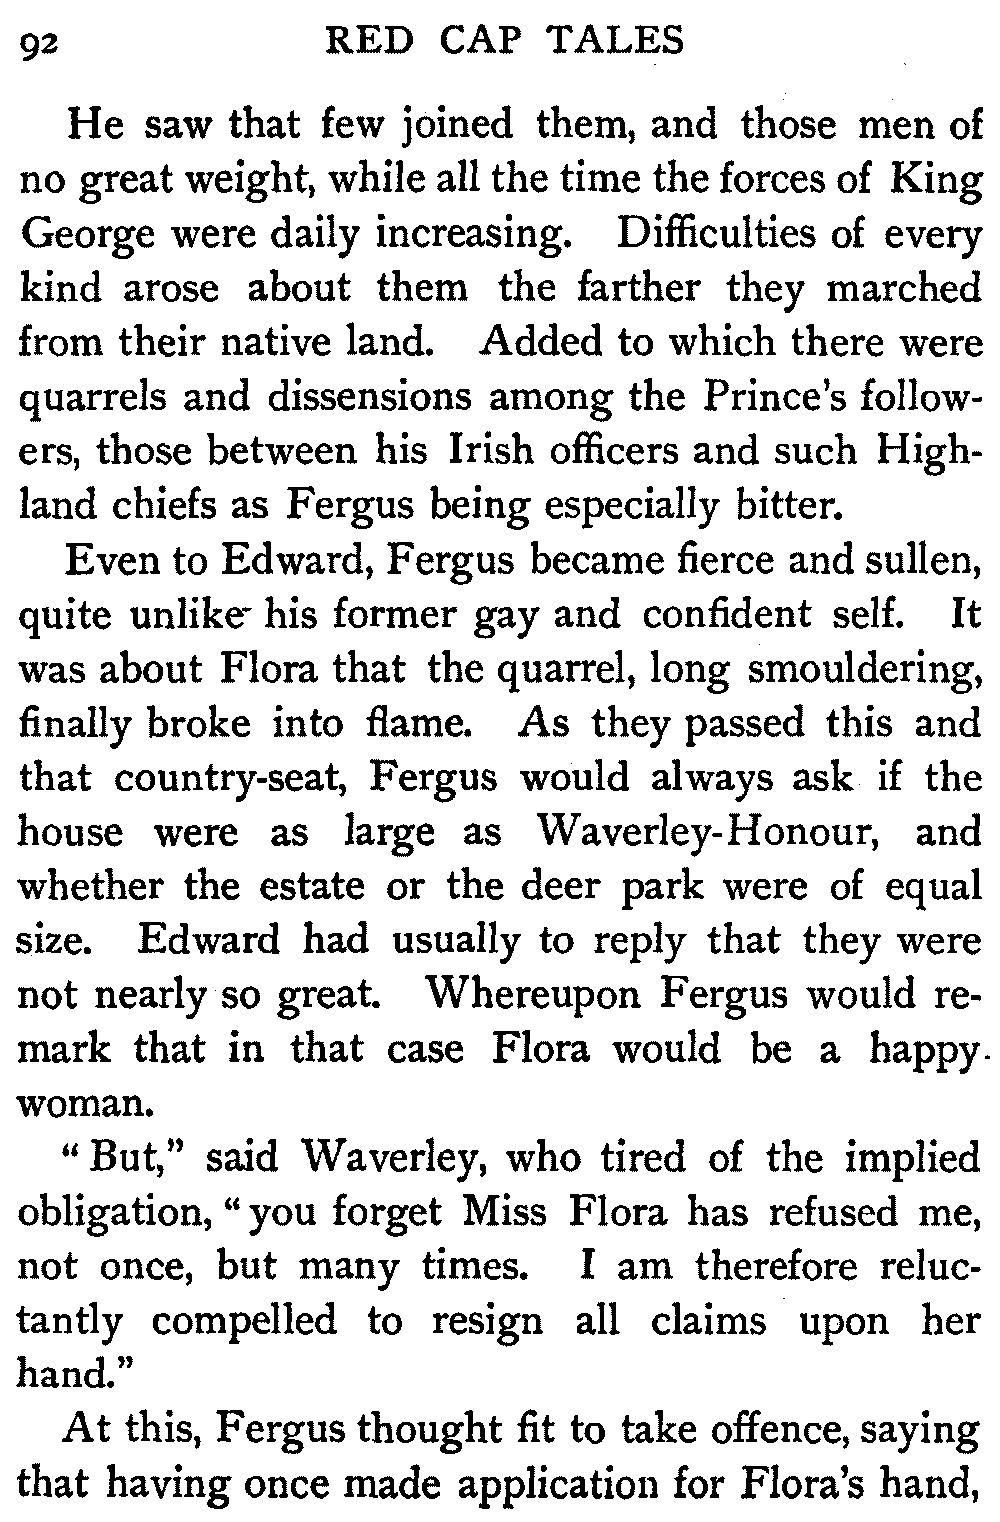 92 RED CAP TALES
He saw that few joined them, and those men of
no great weight, while all the time the forces of King
George were daily increasing. Difficulties of every
kind arose about them the farther they marched
from their native land. Added to which there were
quarrels and dissensions among the Prince's follow-
ers, those between his Irish officers and such High-
land chiefs as Fergus being especially bitter.
Even to Edward, Fergus became fierce and sullen,
quite unlike his former gay and confident self. It
was about Flora that the quarrel, long smouldering,
finally broke into flame. As they passed this and
that country-seat, Fergus would always ask if the
house were as large as Waverley-Honour, and
whether the estate or the deer park were of equal
size. Edward had usually to reply that they were
not nearly so great. Whereupon Fergus would re-
mark that in that case Flora would be a happy
woman.
"But," said Waverley, who tired of the implied
obligation, "you forget Miss Flora has refused me,
not once, but many times. I am therefore reluc-
tantly compelled to resign all claims upon her
hand."
At this, Fergus thought fit to take offence, saying
that having once made application for Flora's hand,